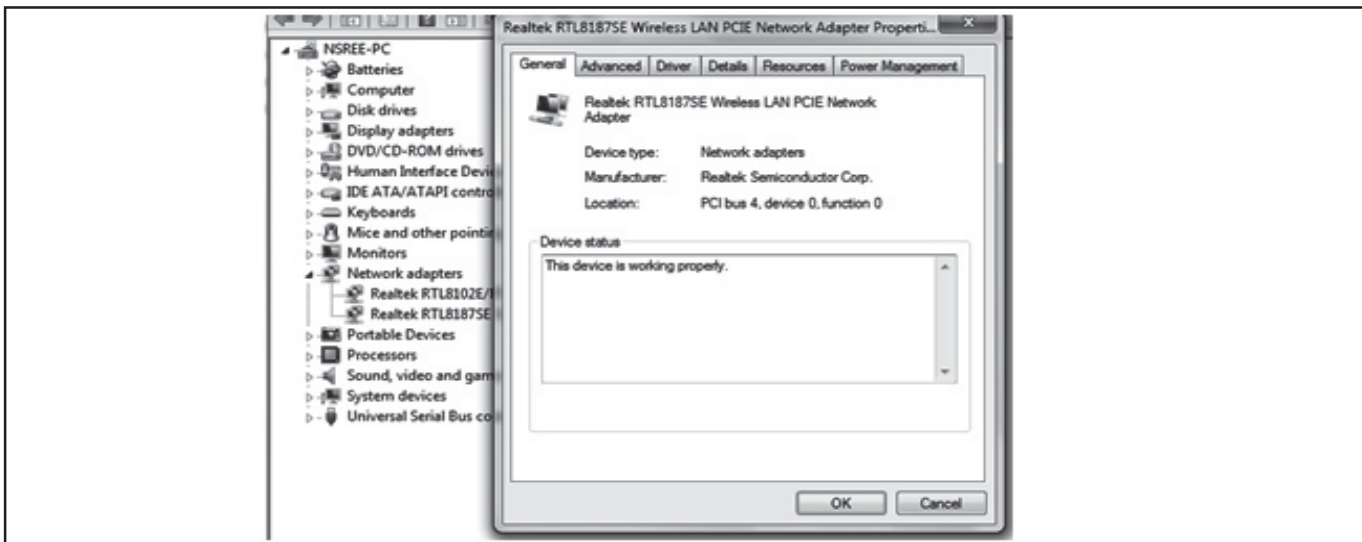 NSREE-PC
Batteries
Computer
Disk drives
Display adapters
DVD/CD-ROM drives
Human Interface Devi
IDE ATA/ATAPI contro
Keyboards
Mice and other pointin
Monitors
Network adapters
Realtek RTL8102E/
Realtek RTL8187SE
Portable Devices
Processors
Sound, video and gam
System devices
Universal Serial Bus co
Realtek RTL8187SE Wireless LAN PCIE Network Adapter Properti...
General Advanced Driver Details Resources Power Management
Realtek RTL8187SE Wireless LAN PCIE Network
Adapter
Device type: Network adapters
Manufacturer: Realtek Semiconductor Corp.
Location: PCI bus 4, device 0, function 0
Device status
This device is working properly.
OK Cancel